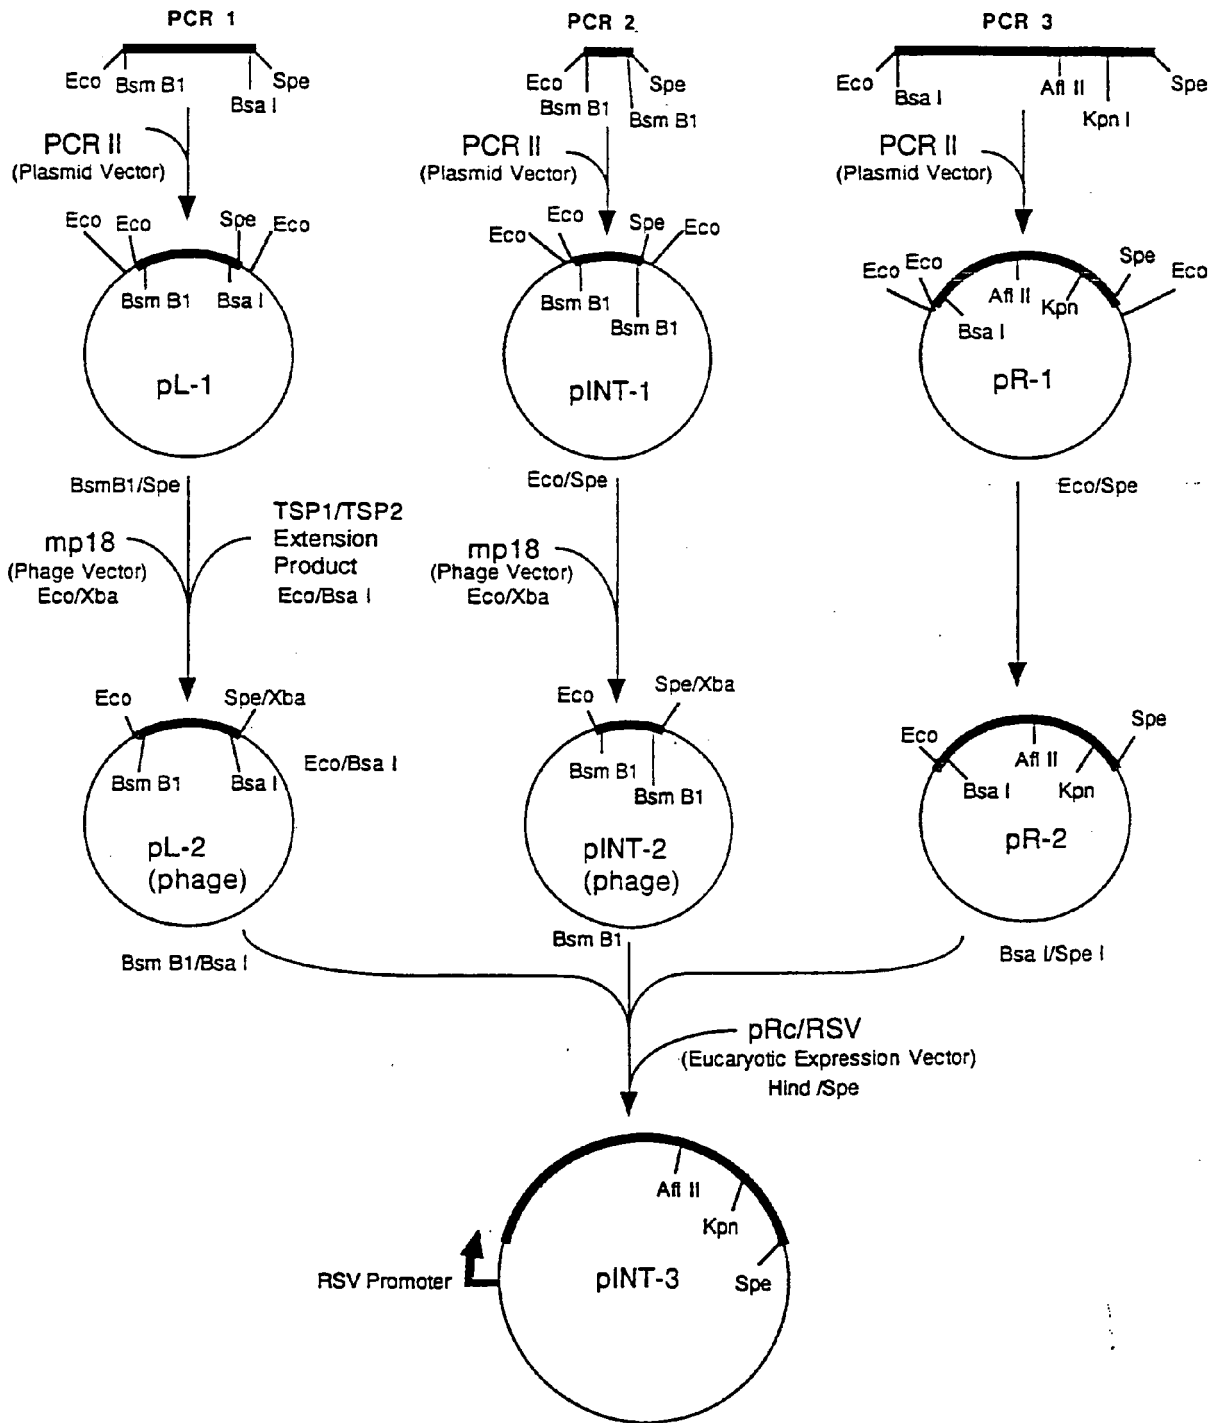 PCR 1
Eco
Bsm B1
Bsa I
Spe
PCR II
(Plasmid Vector)
Eco
Eco
Spe
Eco
Bsm B1
Bsa I
pL-1
BsmB1/Spe
mp18
(Phage Vector)
Eco/Xba
TSP1/TSP2
Extension
Product
Eco/Bsa I
Eco
Spe/Xba
Bsm B1
Bsa I
Eco/Bsa I
pL-2
(phage)
Bsm B1/Bsa I
PCR 2
Eco
Bsm B1
Spe
Bsm B1
PCR II
(Plasmid Vector)
Eco
Eco
Spe
Eco
Bsm B1
Bsm B1
pINT-1
Eco/Spe
mp18
(Phage Vector)
Eco/Xba
Eco
Spe/Xba
Bsm B1
Bsm B1
pINT-2
(phage)
Bsm B1
PCR 3
Eco
Bsa I
Afl II
Kpn I
Spe
PCR II
(Plasmid Vector)
Eco
Eco
Spe
Eco
Afl II
Kpn
Bsa I
pR-1
Eco/Spe
Eco
Spe
Afl II
Bsa I
Kpn
pR-2
Bsa I/Spe I
pRc/RSV
(Eucaryotic Expression Vector)
Hind /Spe
Afl II
Kpn
Spe
RSV Promoter
pINT-3